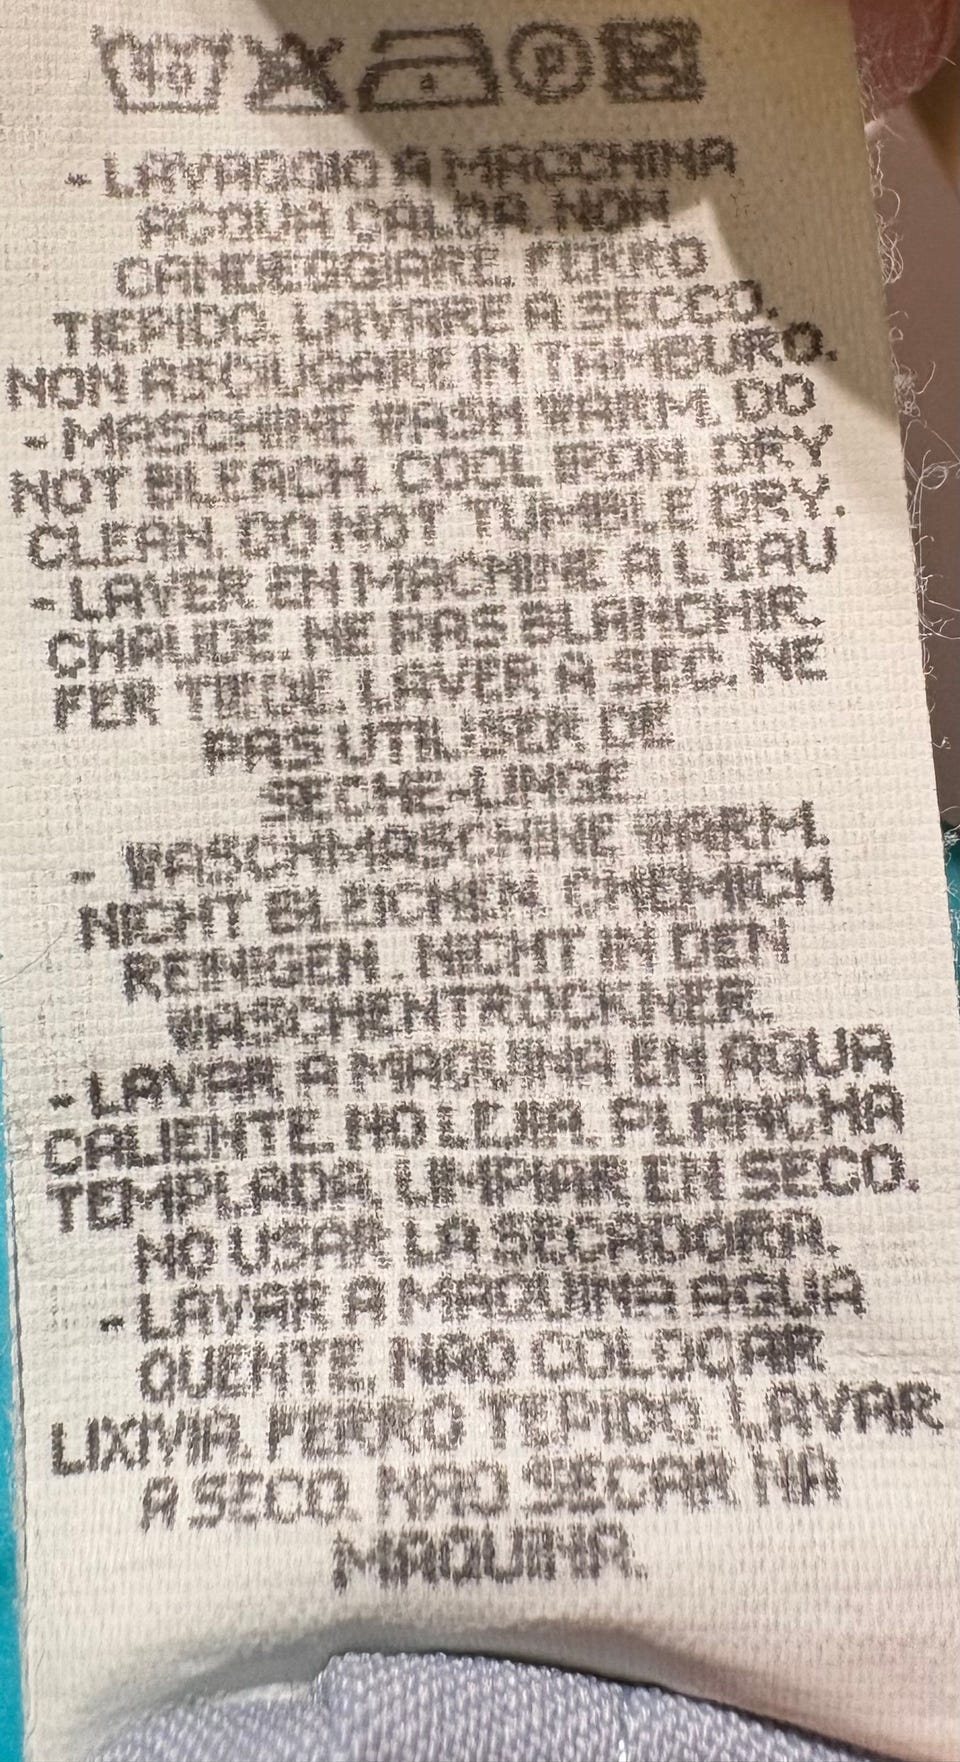 40 P
- LAVAGGIO A MACCHINA
ACQUA CALDA. NON
CANDEGGIARE. FERRO
TIEPIDO. LAVARE A SECCO.
NON ASCIUGARE IN TAMBURO.
- MASCHINE WASH WARM. DO
NOT BLEACH. COOL IRON. DRY
CLEAN. DO NOT TUMBLE DRY.
- LAVER EN MACHINE A L'EAU
CHAUDE. NE PAS BLANCHIR.
FER TIEDE. LAVER A SEC. NE
PAS UTILISER DE
SECHE-LINGE.
- WASCHMASCHINE WARM.
NICHT BLEICHEN. CHEMICH
REINIGEN. NICHT IN DEN
WASSHENTROCKNER.
- LAVAR A MAQUINA EN AGUA
CALIENTE. NO LEJIA. PLANCHA
TEMPLADA. LIMPIAR EN SECO.
NO USAR LA SECADORA.
- LAVAR A MAQUINA AGUA
QUENTE. NAO COLOCAR
LIXIVIA. FERRO TEPIDO. LAVAR
A SECO. NAO SECAR NA
MAQUINA.